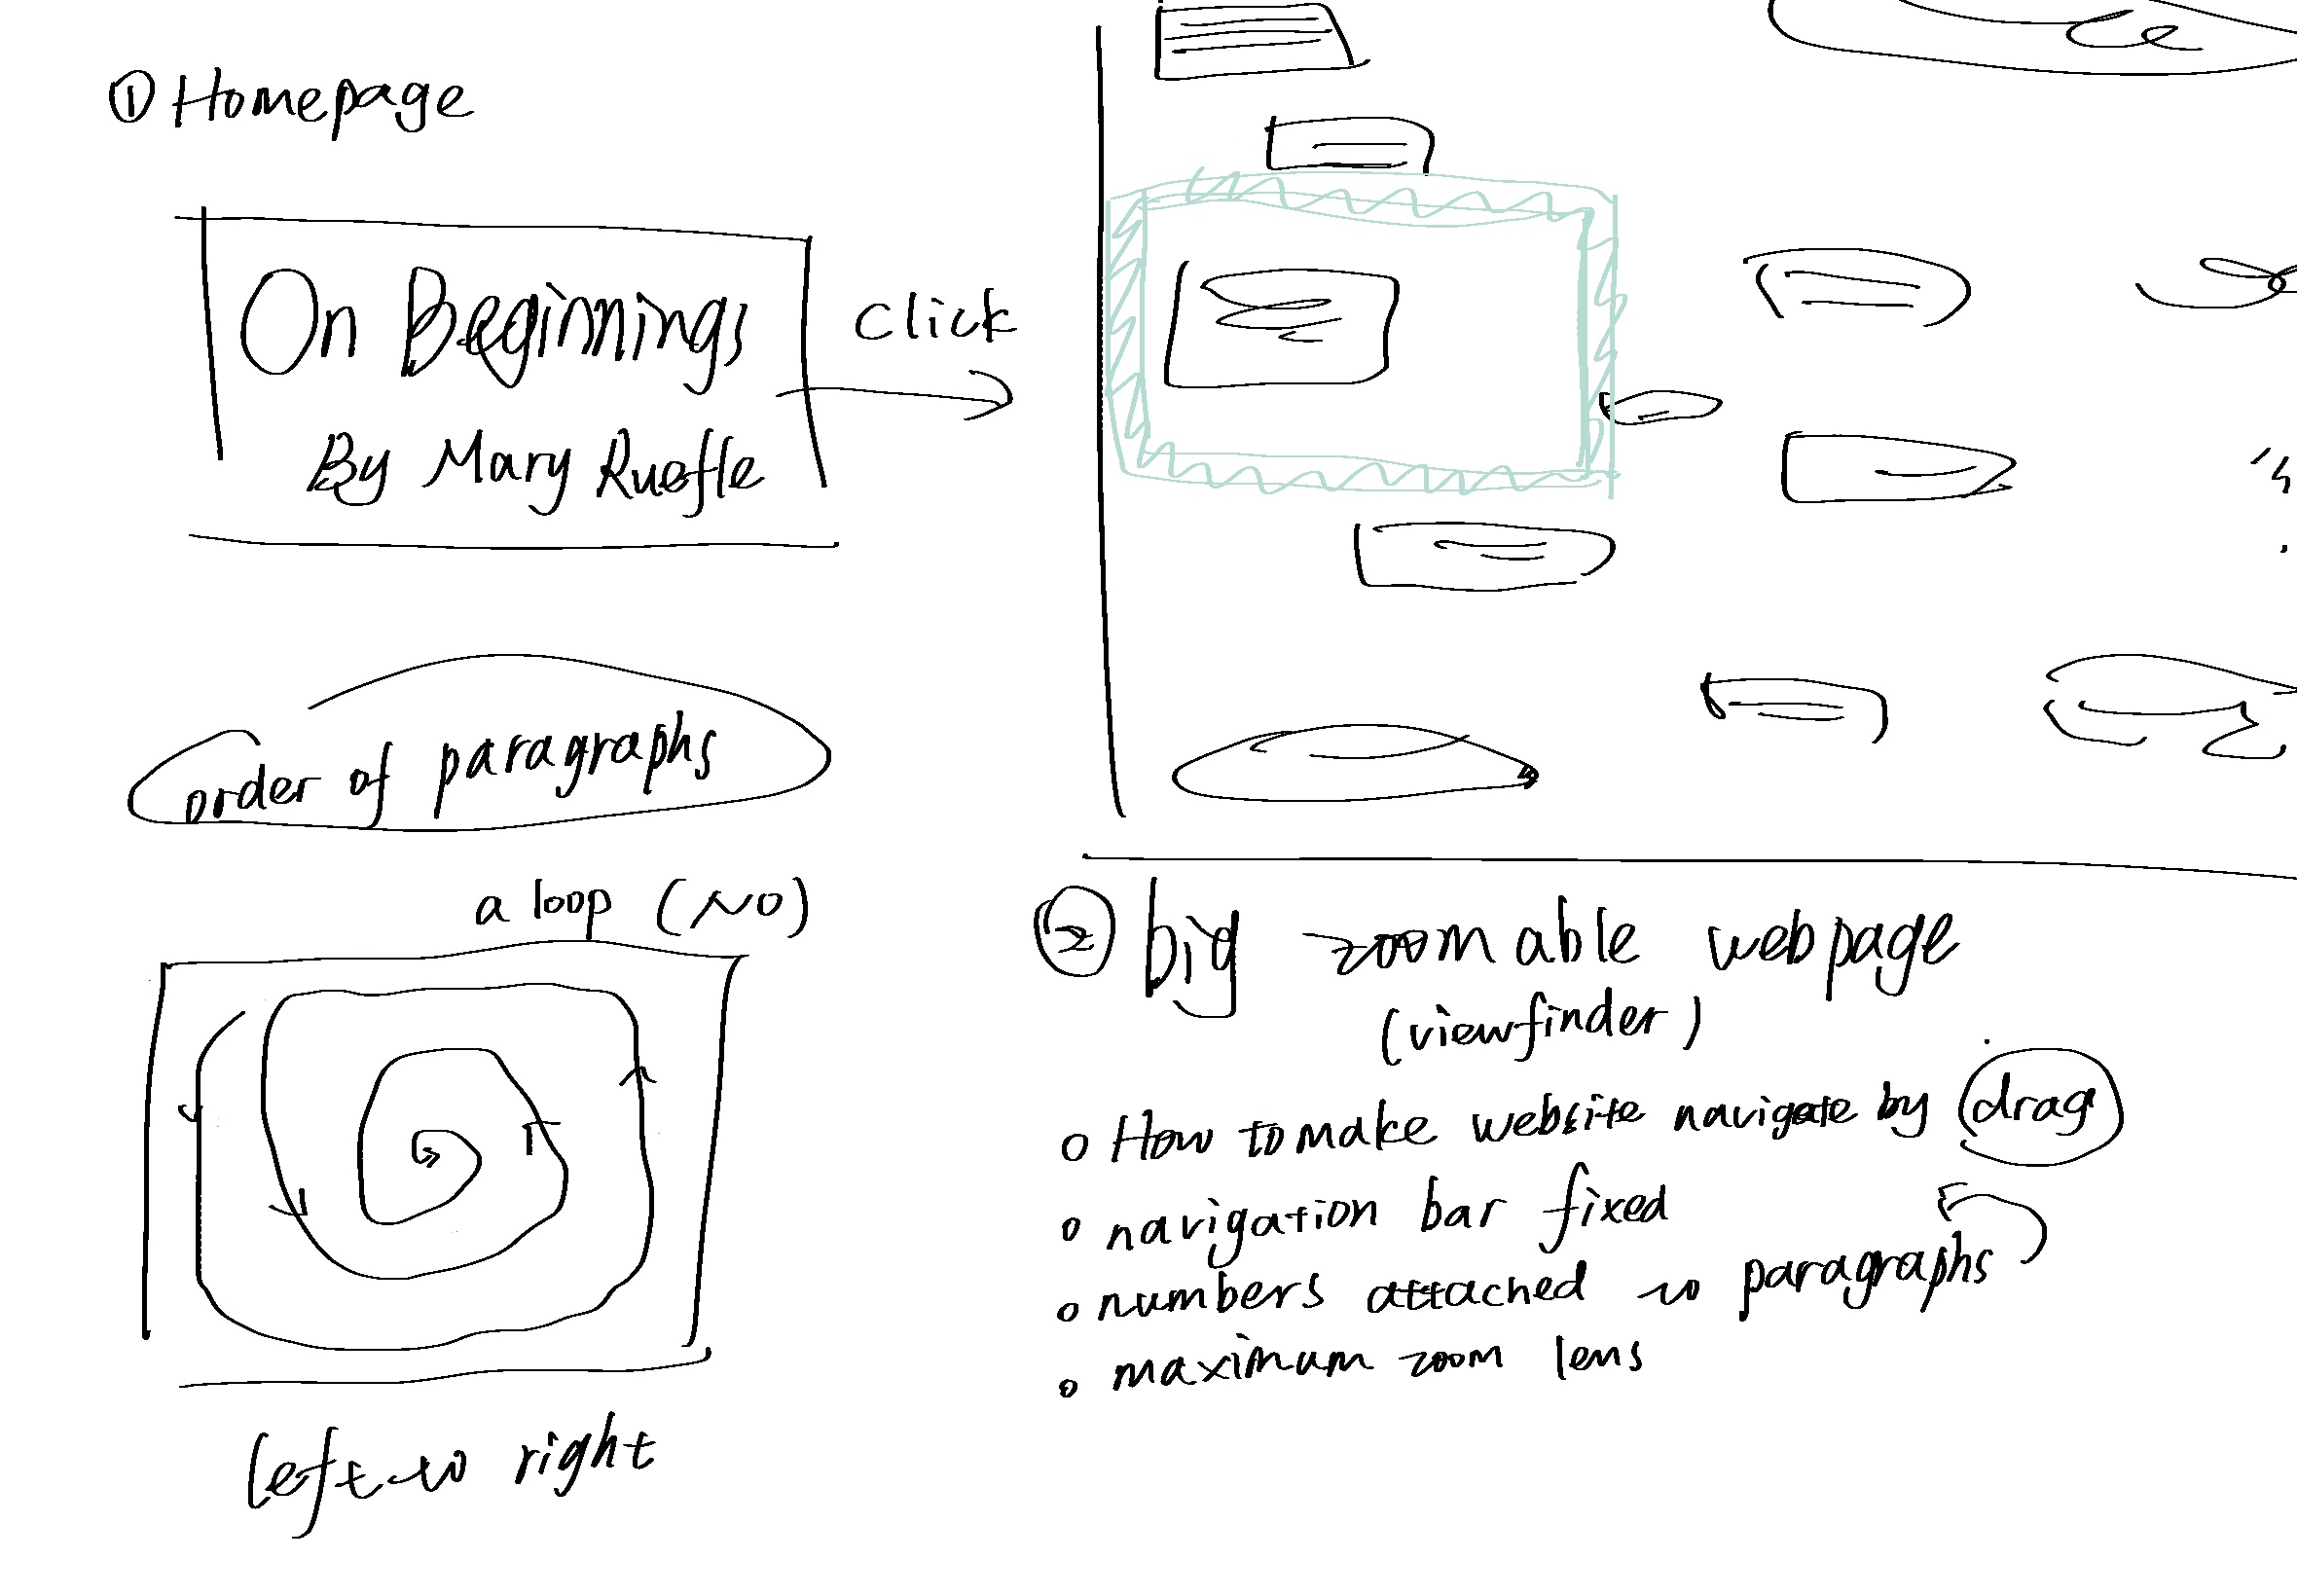 ① Homepage
On Beginnings
By Mary Ruefle
click
order of paragraphs
a loop (NO)
left to right
② big zoomable webpage
(viewfinder)
o How to make website navigate by drag
o navigation bar fixed
o numbers attached to paragraphs
o maximum zoom lens